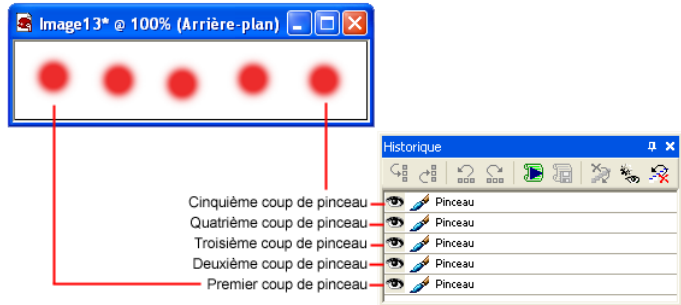 Image13* @ 100% (Arrière-plan)
Historique
Cinquième coup de pinceau
Pinceau
Quatrième coup de pinceau
Pinceau
Troisième coup de pinceau
Pinceau
Deuxième coup de pinceau
Pinceau
Premier coup de pinceau
Pinceau